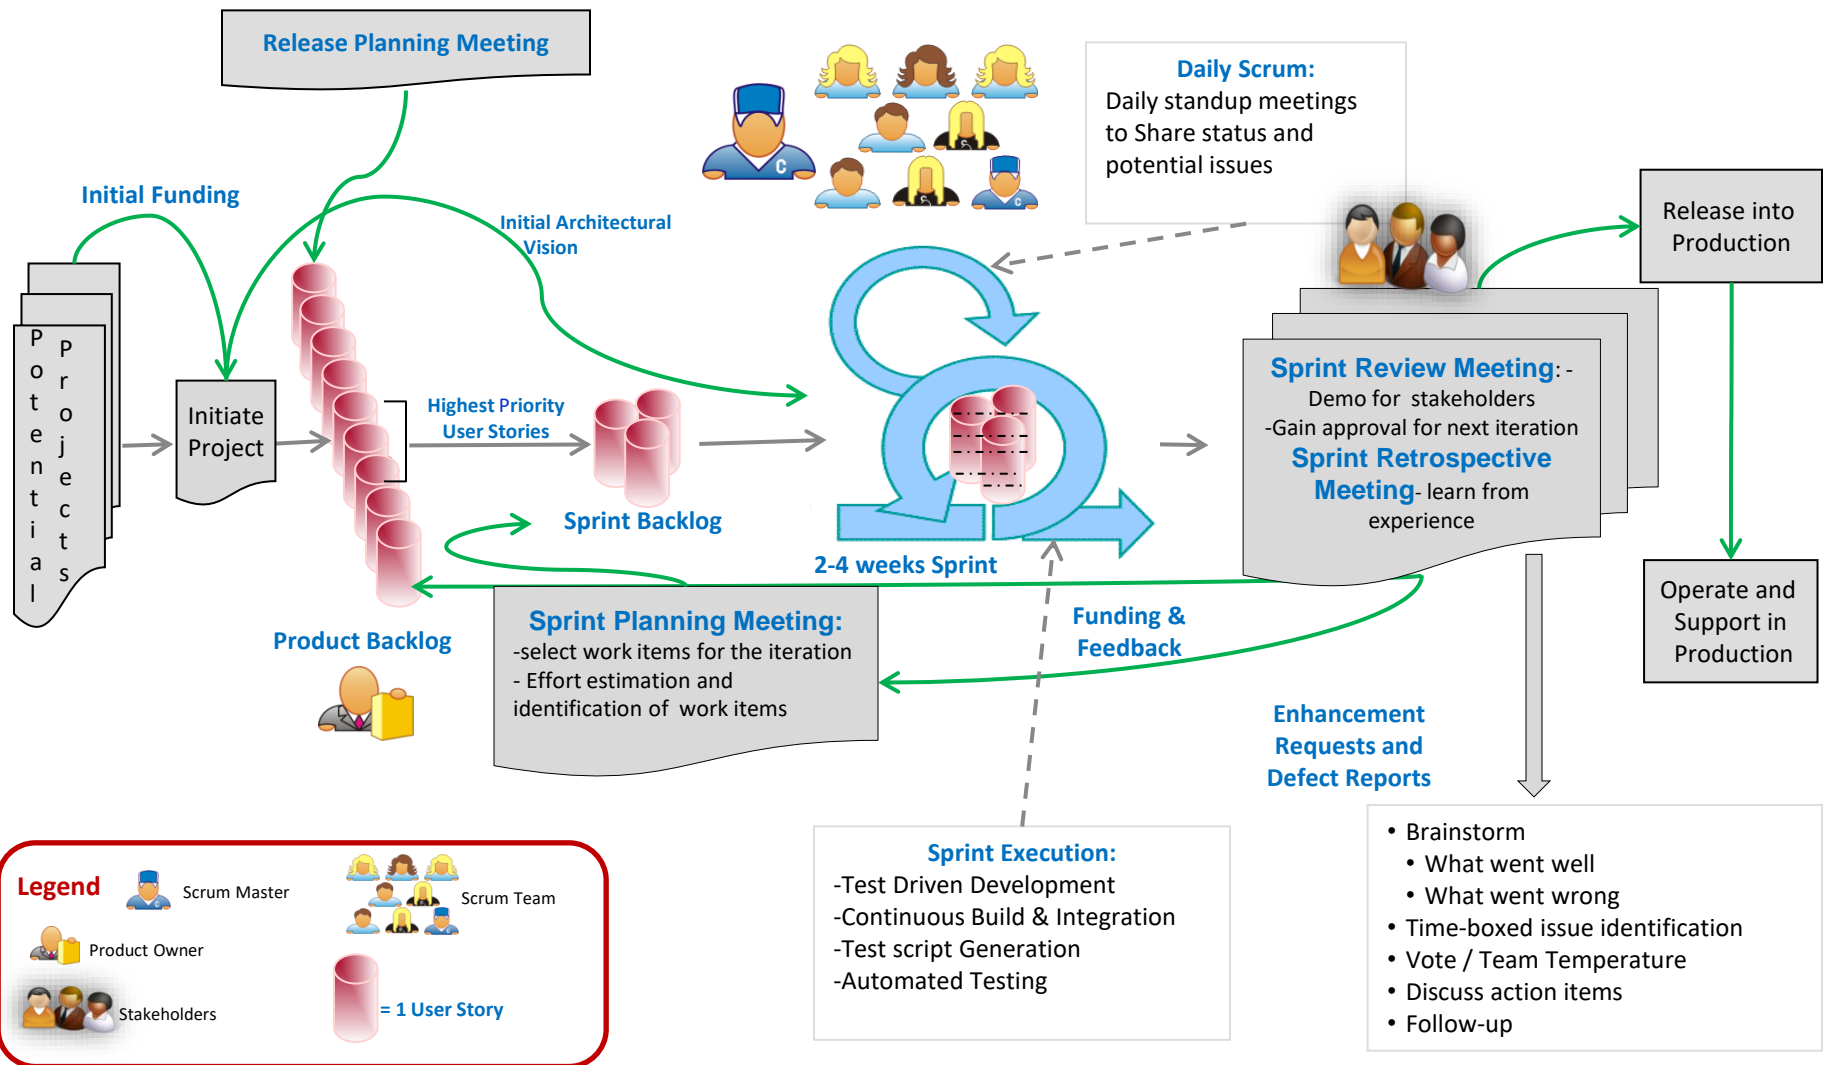 Release Planning Meeting
Daily Scrum:
Daily standup meetings
to Share status and
potential issues
C
C
Initial Funding
Initial Architectural
Vision
Release into
Production
Potential
Projects
Initiate
Project
Highest Priority
User Stories
Sprint Backlog
2-4 weeks Sprint
Sprint Review Meeting: -
Demo for stakeholders
-Gain approval for next iteration
Sprint Retrospective
Meeting- learn from
experience
Product Backlog
Sprint Planning Meeting:
-select work items for the iteration
- Effort estimation and
identification of work items
Funding &
Feedback
Operate and
Support in
Production
Enhancement
Requests and
Defect Reports
Sprint Execution:
-Test Driven Development
-Continuous Build & Integration
-Test script Generation
-Automated Testing
• Brainstorm
• What went well
• What went wrong
• Time-boxed issue identification
• Vote / Team Temperature
• Discuss action items
• Follow-up
Legend
Scrum Master
Scrum Team
Product Owner
Stakeholders
= 1 User Story